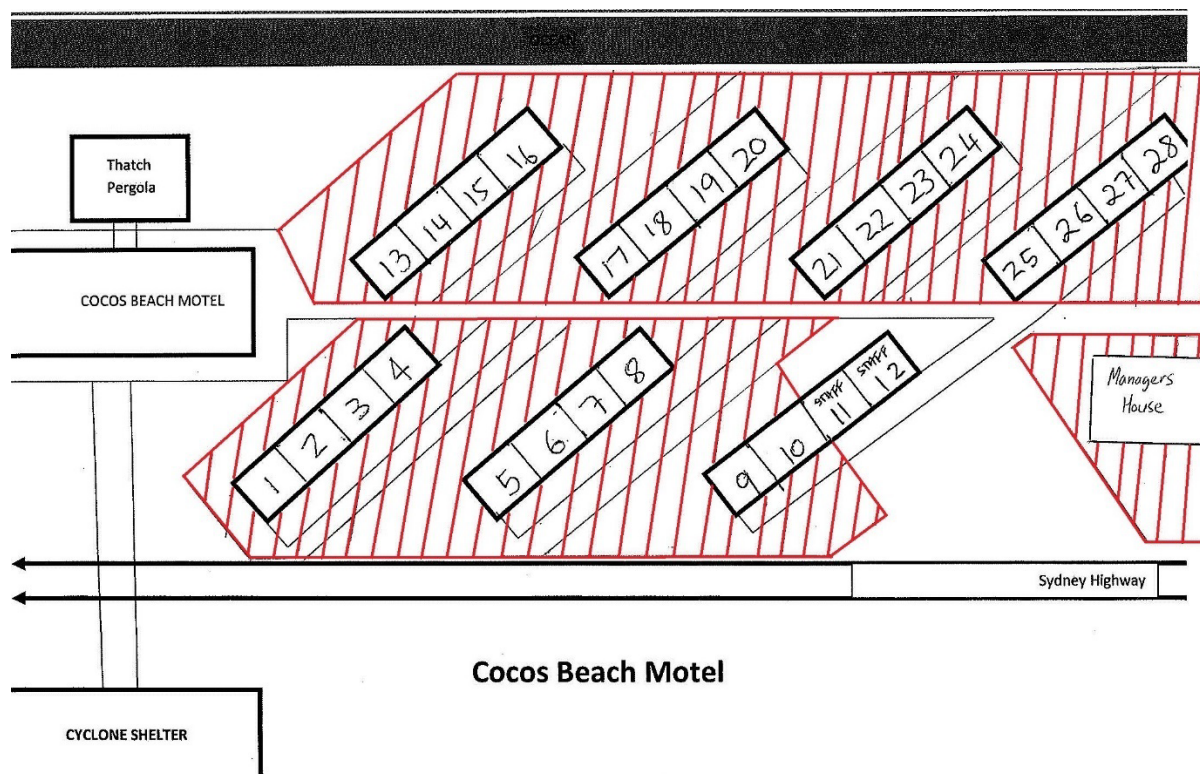 OCEAN
Thatch
Pergola
13 14 15 16
17 18 19 20
21 22 23 24
25 26 27 28
COCOS BEACH MOTEL
1 2 3 4
5 6 7 8
9 10 STAFF 11 STAFF 12
Managers
House
Sydney Highway
Cocos Beach Motel
CYCLONE SHELTER